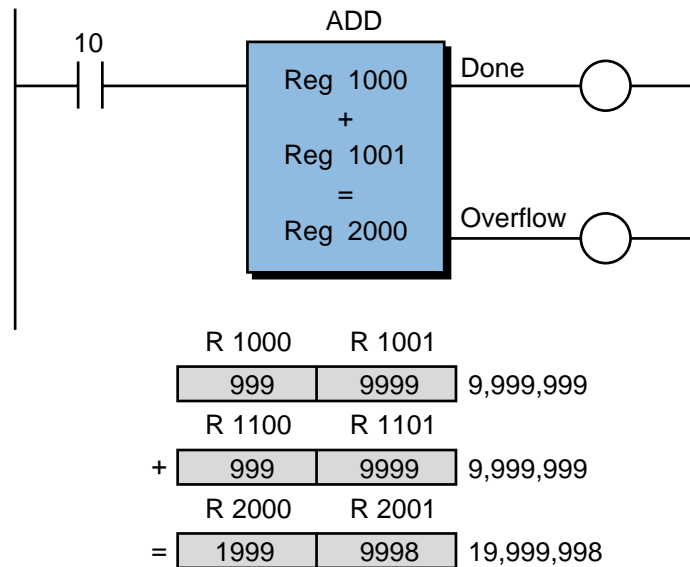 ADD
10
Reg 1000
+
Reg 1001
=
Reg 2000
Done
Overflow
R 1000 R 1001
999 9999 9,999,999
R 1100 R 1101
+ 999 9999 9,999,999
R 2000 R 2001
= 1999 9998 19,999,998